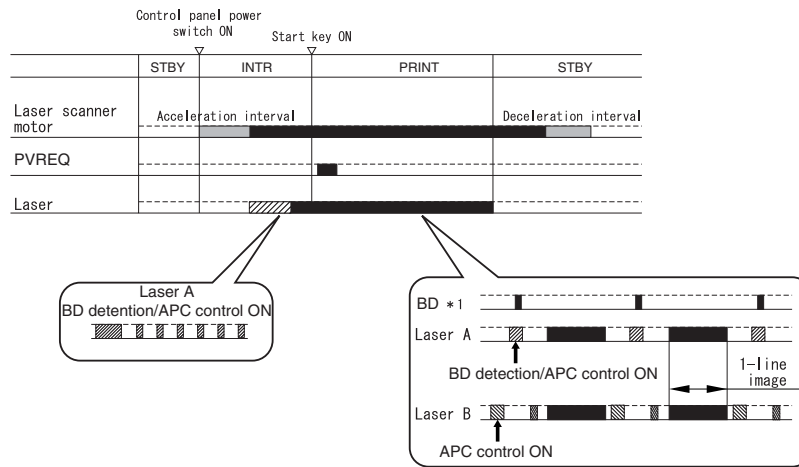 Control panel power
switch ON
Start key ON
STBY INTR PRINT STBY
Laser scanner
motor
Acceleration interval
Deceleration interval
PVREQ
Laser
Laser A
BD detention/APC control ON
BD *1
Laser A
BD detection/APC control ON
1-line
image
Laser B
APC control ON